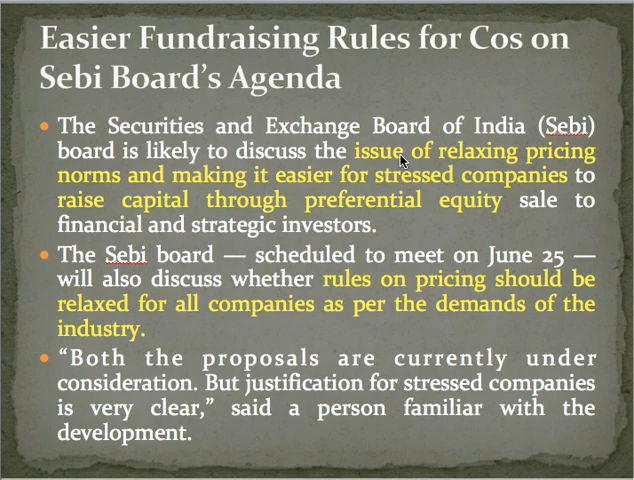 Easier Fundraising Rules for Cos on
Sebi Board's Agenda
• The Securities and Exchange Board of India (Sebi)
board is likely to discuss the issue of relaxing pricing
norms and making it easier for stressed companies to
raise capital through preferential equity sale to
financial and strategic investors.
• The Sebi board — scheduled to meet on June 25 —
will also discuss whether rules on pricing should be
relaxed for all companies as per the demands of the
industry.
• “Both the proposals are currently under
consideration. But justification for stressed companies
is very clear,” said a person familiar with the
development.